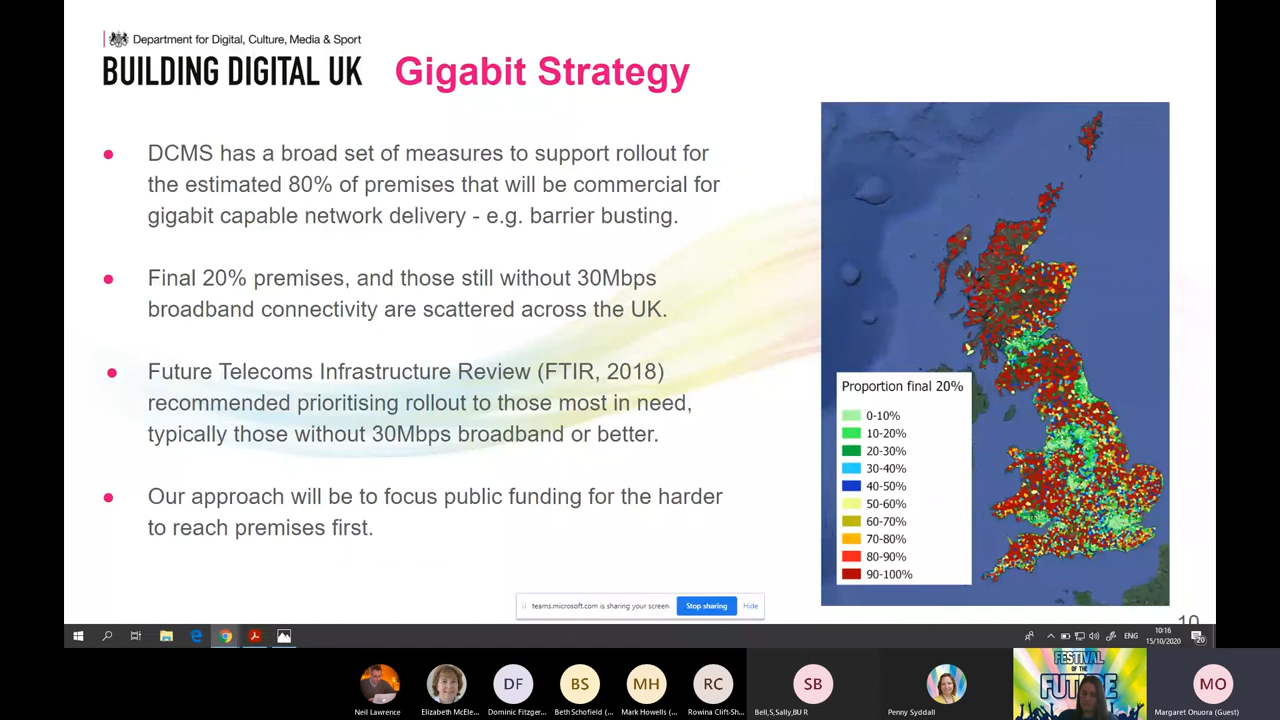 Department for Digital, Culture, Media & Sport
BUILDING DIGITAL UK
Gigabit Strategy
DCMS has a broad set of measures to support rollout for
the estimated 80% of premises that will be commercial for
gigabit capable network delivery - e.g. barrier busting.
Final 20% premises, and those still without 30Mbps
broadband connectivity are scattered across the UK.
Future Telecoms Infrastructure Review (FTIR, 2018)
recommended prioritising rollout to those most in need,
typically those without 30Mbps broadband or better.
Our approach will be to focus public funding for the harder
to reach premises first.
Proportion final 20%
0-10%
10-20%
20-30%
30-40%
40-50%
50-60%
60-70%
70-80%
80-90%
90-100%
teams.microsoft.com is sharing your screen.
Stop sharing
Hide
10
ENG
10:16
15/10/2020
20
DF
BS
MH
RC
SB
FESTIVAL
OF THE
FUTURE
MO
Neil Lawrence
Elizabeth McEle...
Dominic Fitzger...
Beth Schofield (...
Mark Howells (...
Rowina Clift-Sh...
Bell,S,Sally,BU R
Penny Syddall
Margaret Onuora (Guest)